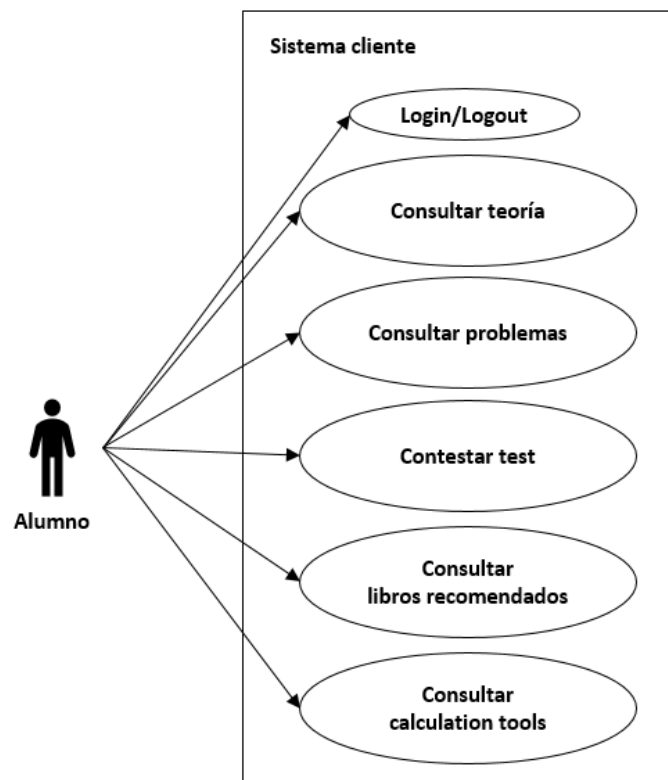 Sistema cliente
Login/Logout
Consultar teoría
Consultar problemas
Contestar test
Alumno
Consultar
libros recomendados
Consultar
calculation tools